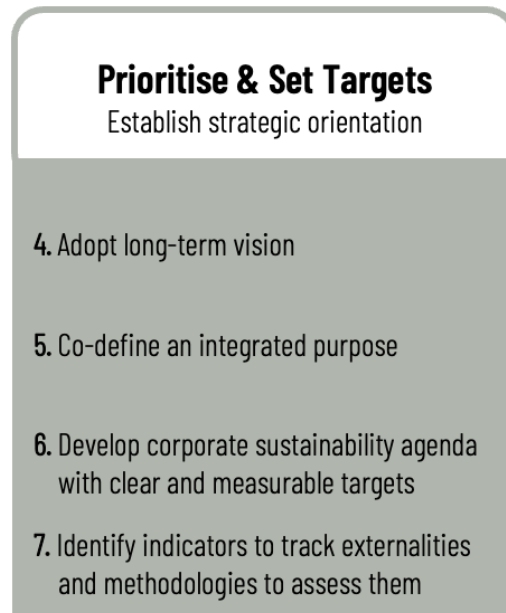 Prioritise & Set Targets
Establish strategic orientation
4. Adopt long-term vision
5. Co-define an integrated purpose
6. Develop corporate sustainability agenda
with clear and measurable targets
7. Identify indicators to track externalities
and methodologies to assess them